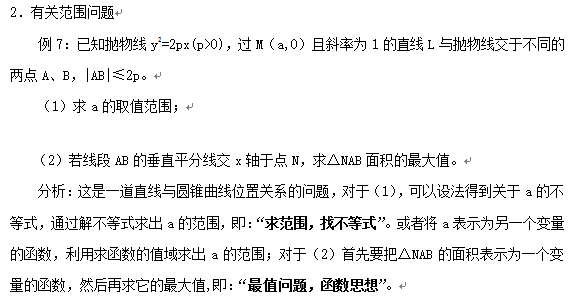 2．有关范围问题
例 7：已知抛物线 y²=2px(p>0)，过 M（a,0）且斜率为 1 的直线 L 与抛物线交于不同的
两点 A、B，|AB|≤2p。
（1）求 a 的取值范围；
（2）若线段 AB 的垂直平分线交 x 轴于点 N，求△NAB 面积的最大值。
分析：这是一道直线与圆锥曲线位置关系的问题，对于（1），可以设法得到关于 a 的不
等式，通过解不等式求出 a 的范围，即：“求范围，找不等式”。或者将 a 表示为另一个变量
的函数，利用求函数的值域求出 a 的范围；对于（2）首先要把△NAB 的面积表示为一个变
量的函数，然后再求它的最大值,即：“最值问题，函数思想”。